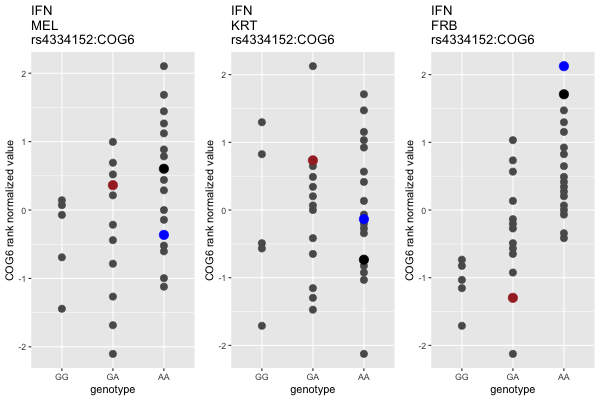 IFN
MEL
rs4334152:COG6
COG6 rank normalized value
2
1
0
-1
-2
GG GA AA
genotype
IFN
KRT
rs4334152:COG6
COG6 rank normalized value
2
1
0
-1
-2
GG GA AA
genotype
IFN
FRB
rs4334152:COG6
COG6 rank normalized value
2
1
0
-1
-2
GG GA AA
genotype